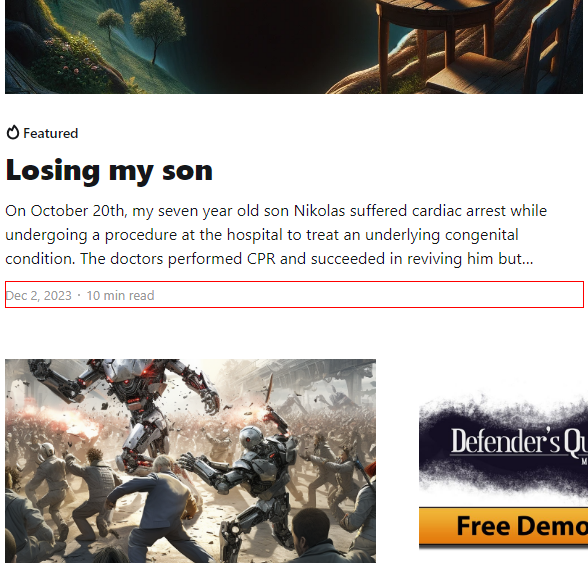 Featured
Losing my son
On October 20th, my seven year old son Nikolas suffered cardiac arrest while
undergoing a procedure at the hospital to treat an underlying congenital
condition. The doctors performed CPR and succeeded in reviving him but...
Dec 2, 2023 · 10 min read
Defender's Qu
M
Free Demo